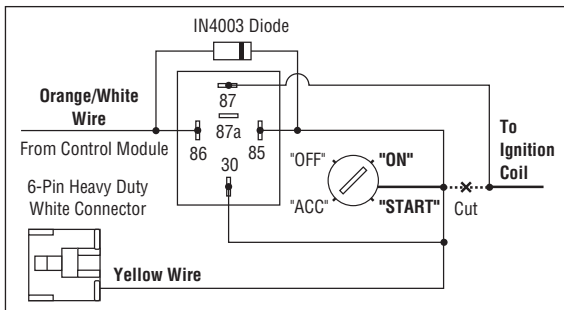 IN4003 Diode
Orange/White
Wire
From Control Module
87
87a
86
85
30
"OFF"
"ON"
"ACC"
"START"
Cut
To
Ignition
Coil
6-Pin Heavy Duty
White Connector
Yellow Wire